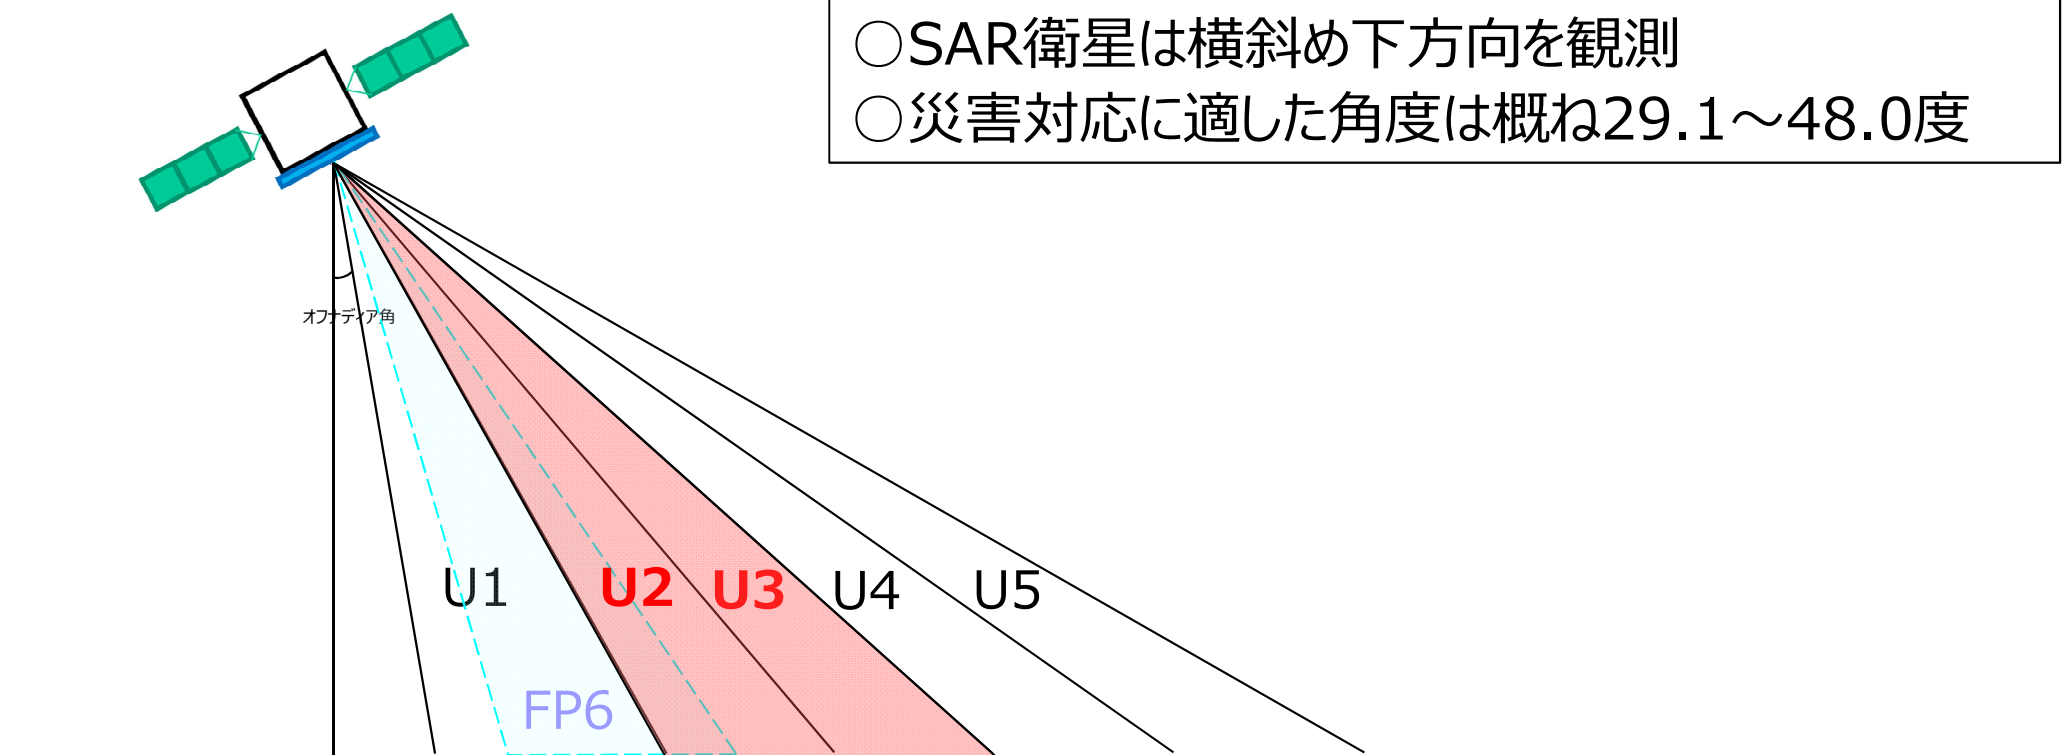 ○SAR衛星は横斜め下方向を観測
○災害対応に適した角度は概ね29.1～48.0度
オフナディア角
U1 U2 U3 U4 U5
FP6